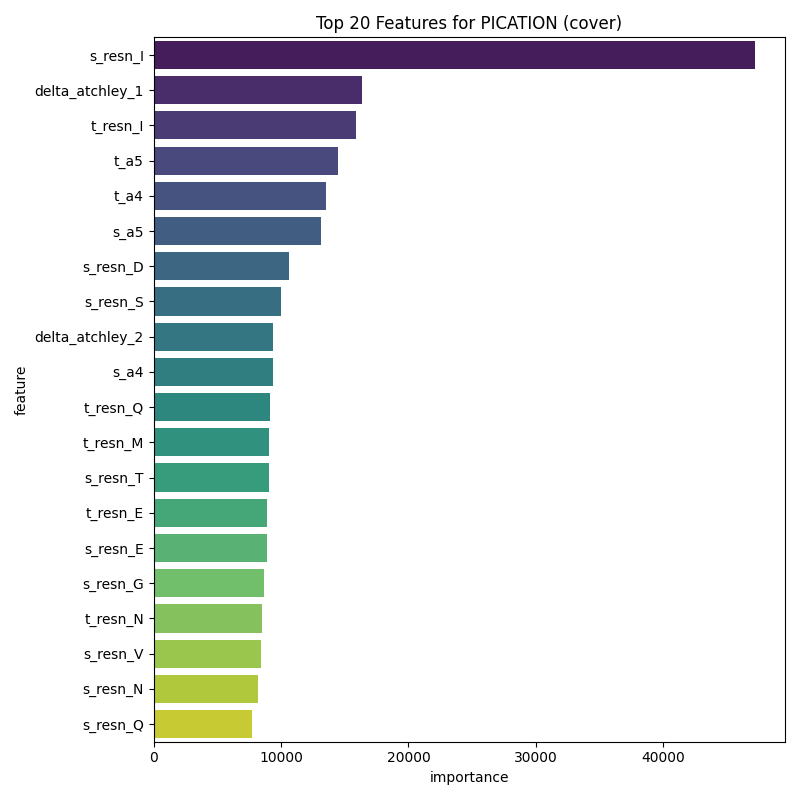 Top 20 Features for PICATION (cover)
s_resn_I
delta_atchley_1
t_resn_I
t_a5
t_a4
s_a5
s_resn_D
s_resn_S
delta_atchley_2
s_a4
t_resn_Q
t_resn_M
s_resn_T
t_resn_E
s_resn_E
s_resn_G
t_resn_N
s_resn_V
s_resn_N
s_resn_Q
feature
0 10000 20000 30000 40000
importance